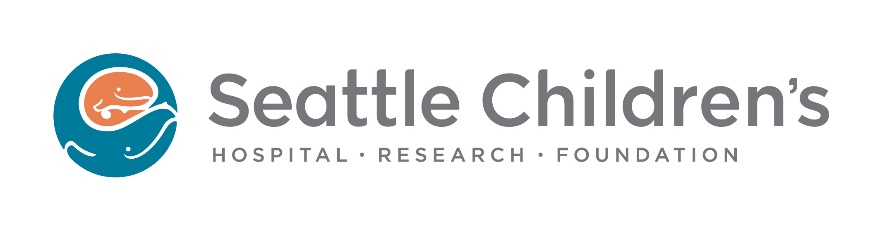 Seattle Children's
HOSPITAL · RESEARCH · FOUNDATION